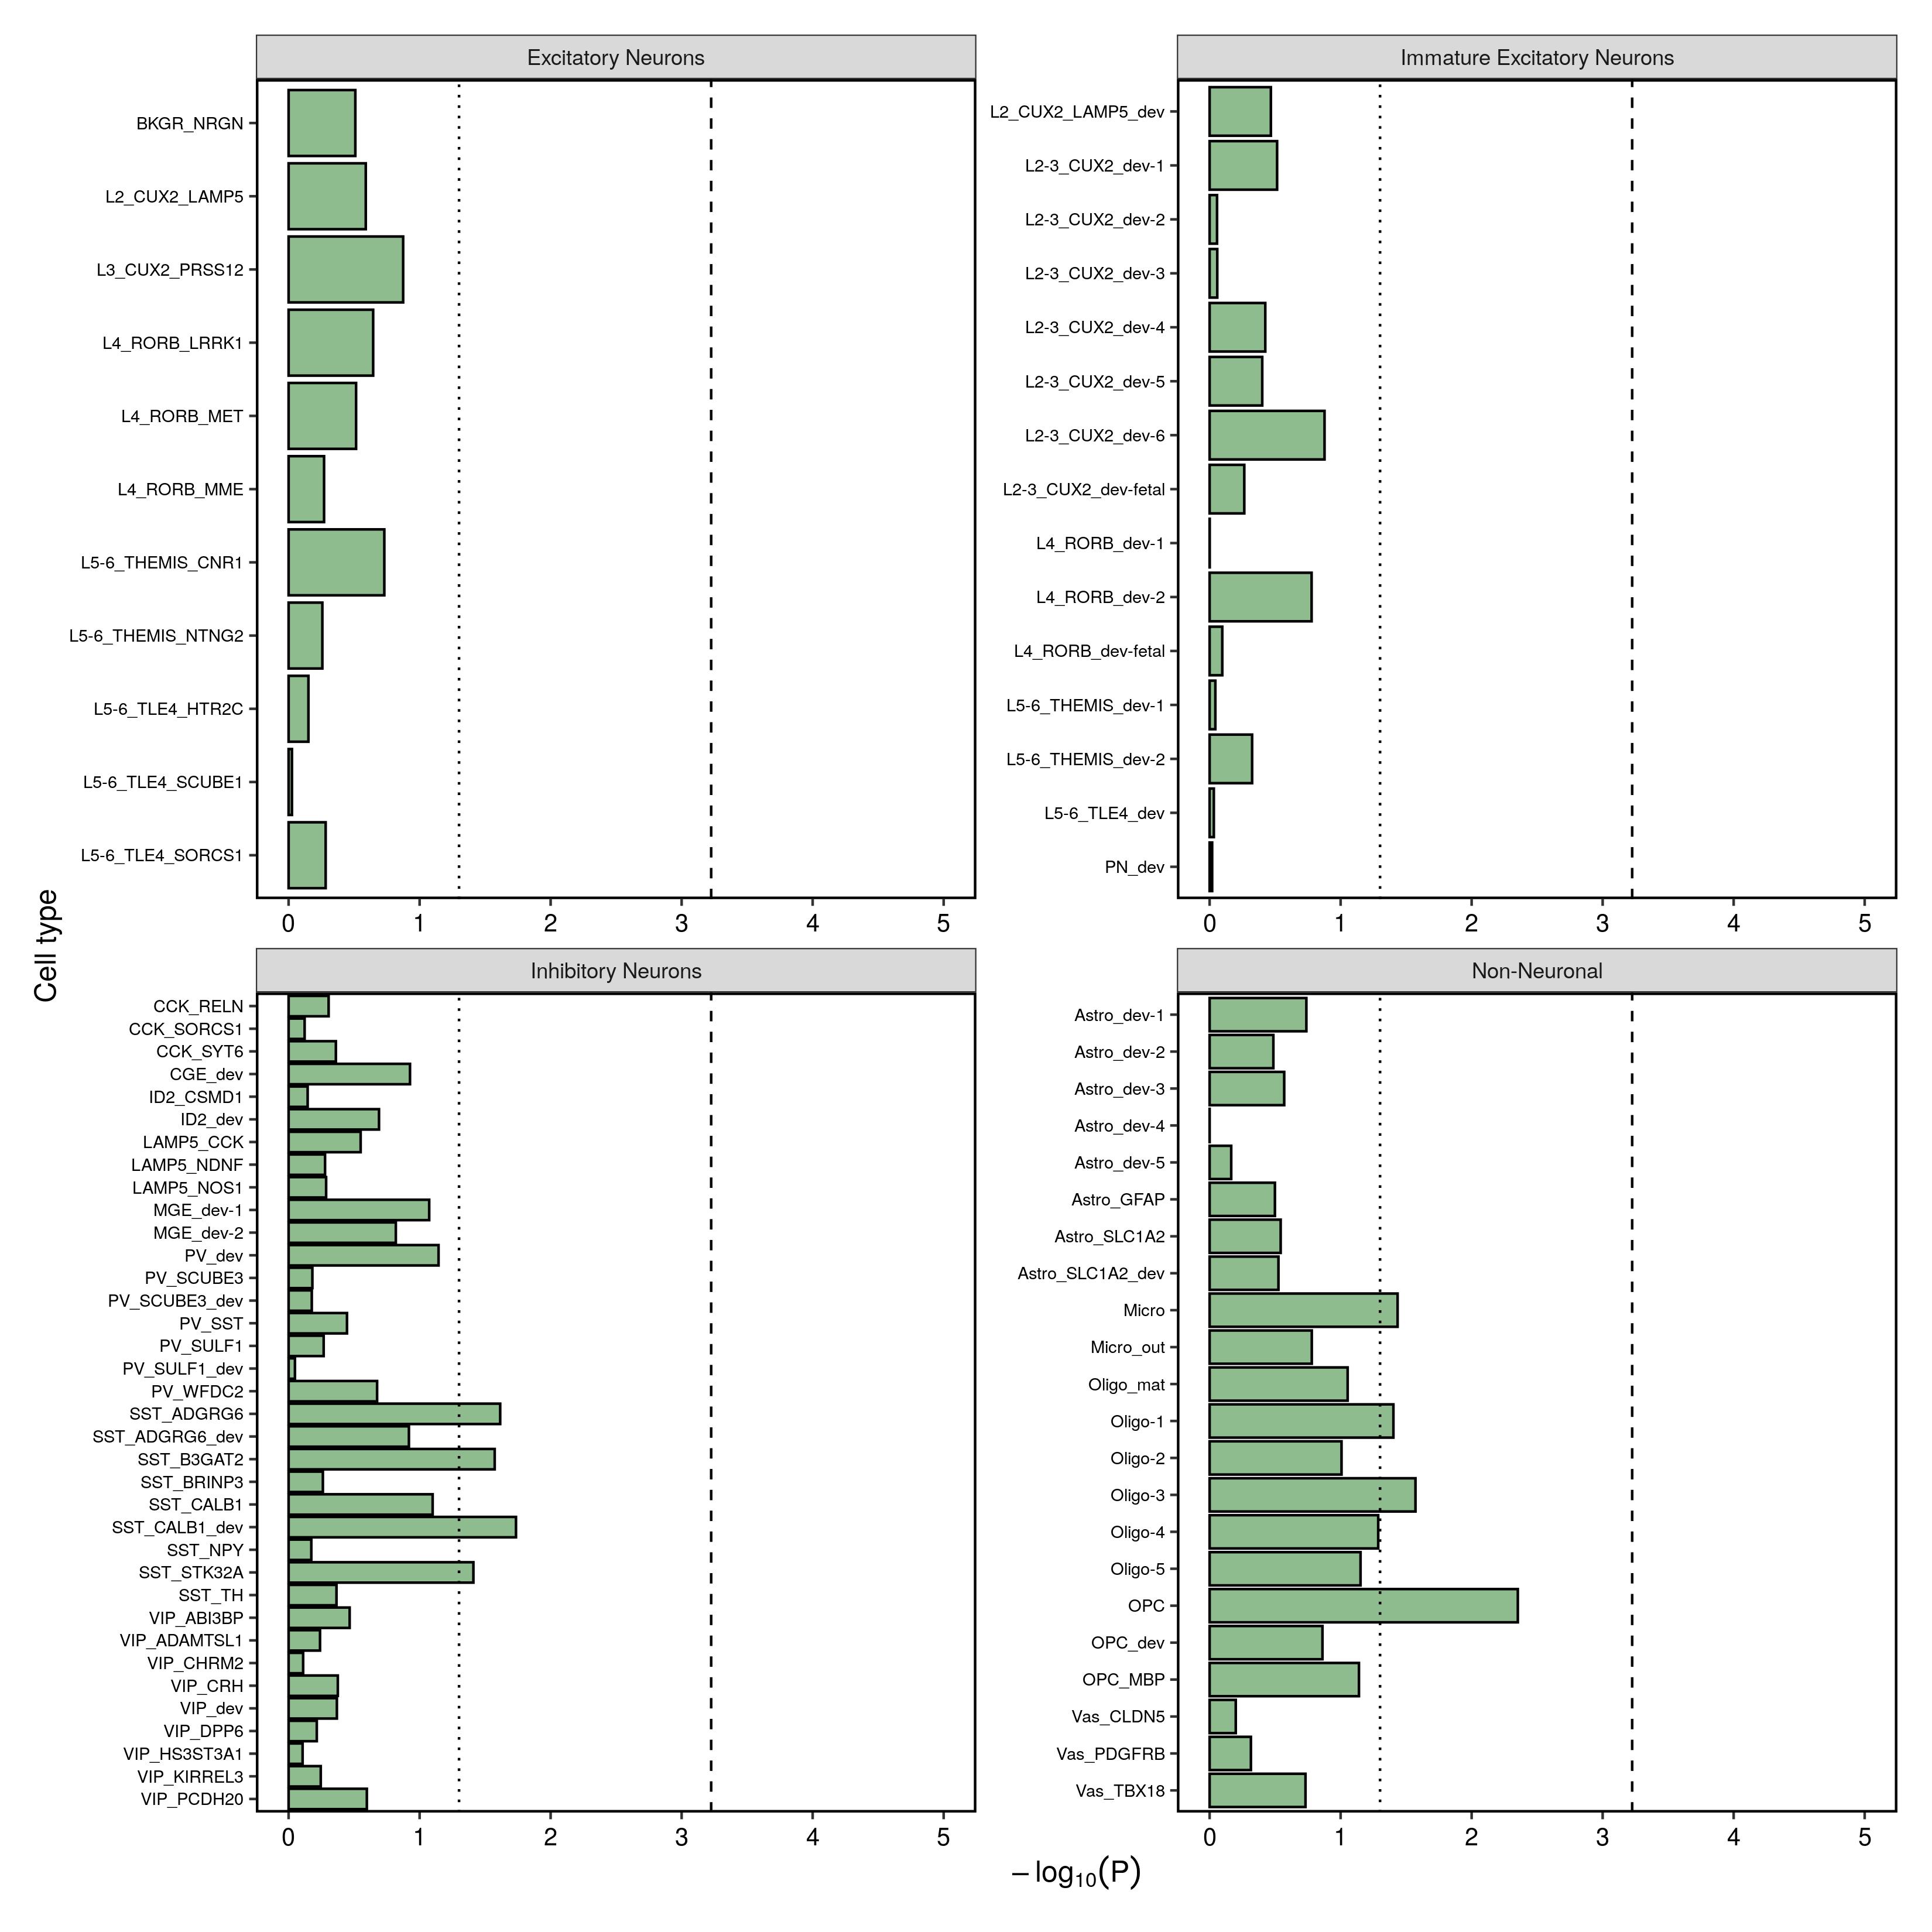 Excitatory Neurons
BKGR_NRGN
L2_CUX2_LAMP5
L3_CUX2_PRSS12
L4_RORB_LRRK1
L4_RORB_MET
L4_RORB_MME
L5-6_THEMIS_CNR1
L5-6_THEMIS_NTNG2
L5-6_TLE4_HTR2C
L5-6_TLE4_SCUBE1
L5-6_TLE4_SORCS1
0 1 2 3 4 5
Immature Excitatory Neurons
L2_CUX2_LAMP5_dev
L2-3_CUX2_dev-1
L2-3_CUX2_dev-2
L2-3_CUX2_dev-3
L2-3_CUX2_dev-4
L2-3_CUX2_dev-5
L2-3_CUX2_dev-6
L2-3_CUX2_dev-fetal
L4_RORB_dev-1
L4_RORB_dev-2
L4_RORB_dev-fetal
L5-6_THEMIS_dev-1
L5-6_THEMIS_dev-2
L5-6_TLE4_dev
PN_dev
0 1 2 3 4 5
Cell type
Inhibitory Neurons
CCK_RELN
CCK_SORCS1
CCK_SYT6
CGE_dev
ID2_CSMD1
ID2_dev
LAMP5_CCK
LAMP5_NDNF
LAMP5_NOS1
MGE_dev-1
MGE_dev-2
PV_dev
PV_SCUBE3
PV_SCUBE3_dev
PV_SST
PV_SULF1
PV_SULF1_dev
PV_WFDC2
SST_ADGRG6
SST_ADGRG6_dev
SST_B3GAT2
SST_BRINP3
SST_CALB1
SST_CALB1_dev
SST_NPY
SST_STK32A
SST_TH
VIP_ABI3BP
VIP_ADAMTSL1
VIP_CHRM2
VIP_CRH
VIP_dev
VIP_DPP6
VIP_HS3ST3A1
VIP_KIRREL3
VIP_PCDH20
0 1 2 3 4 5
Non-Neuronal
Astro_dev-1
Astro_dev-2
Astro_dev-3
Astro_dev-4
Astro_dev-5
Astro_GFAP
Astro_SLC1A2
Astro_SLC1A2_dev
Micro
Micro_out
Oligo_mat
Oligo-1
Oligo-2
Oligo-3
Oligo-4
Oligo-5
OPC
OPC_dev
OPC_MBP
Vas_CLDN5
Vas_PDGFRB
Vas_TBX18
0 1 2 3 4 5
−log₁₀(P)